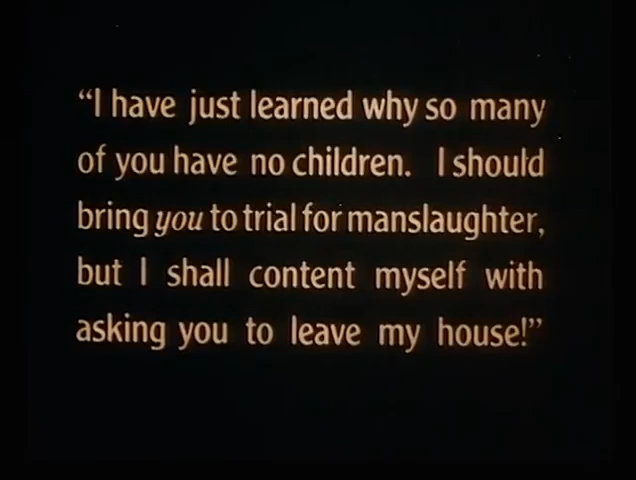 “I have just learned why so many
of you have no children. I should
bring you to trial for manslaughter,
but I shall content myself with
asking you to leave my house!”